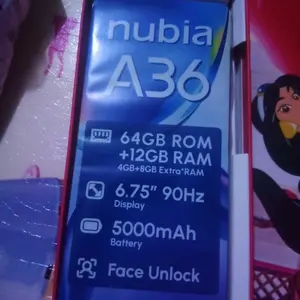 nubia
A36
64GB ROM
+12GB RAM
4GB+8GB Extra*RAM
6.75" 90Hz
Display
5000mAh
Battery
Face Unlock